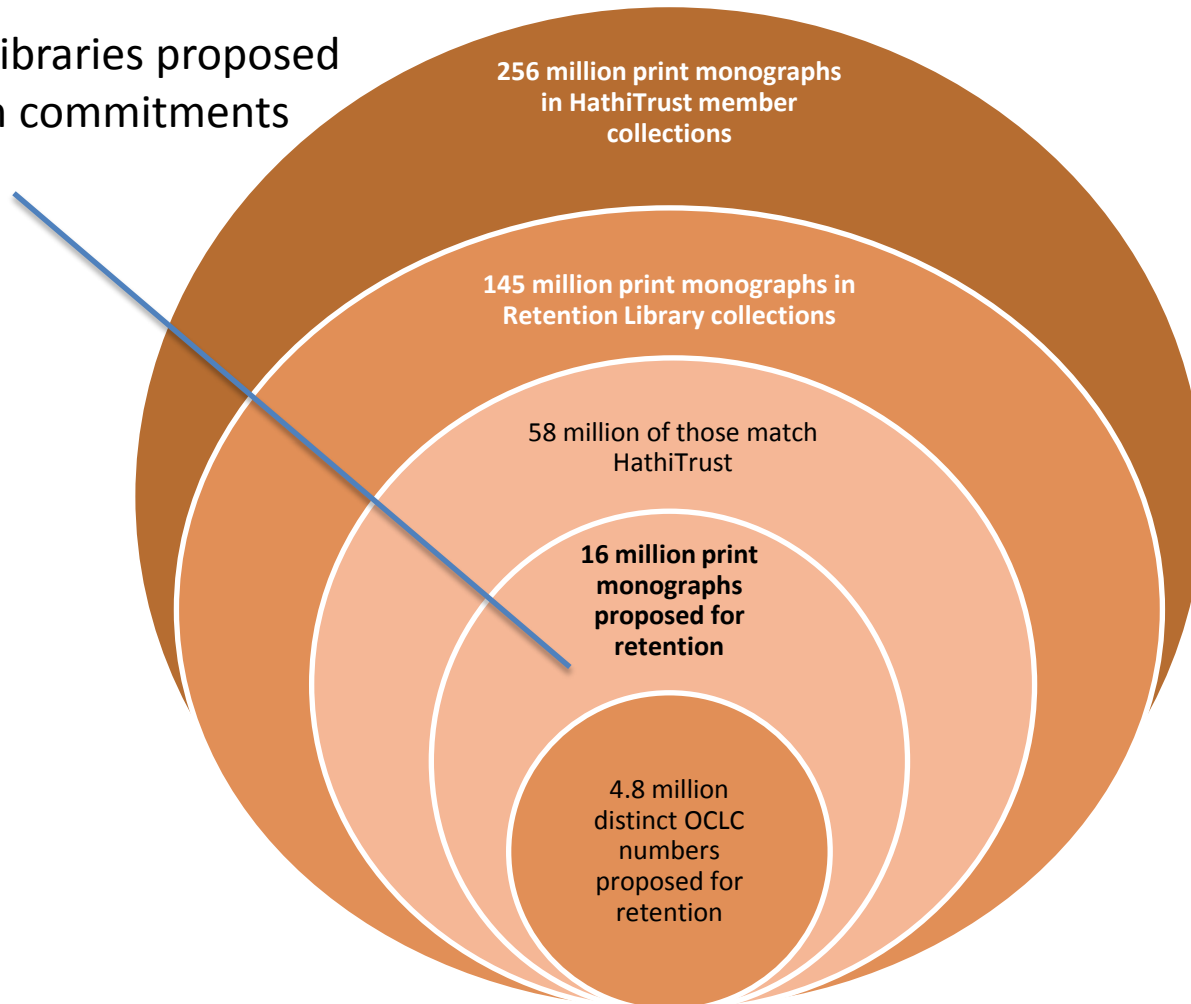 ibraries proposed
commitments
256 million print monographs
in HathiTrust member
collections
145 million print monographs in
Retention Library collections
58 million of those match
HathiTrust
16 million print
monographs
proposed for
retention
4.8 million
distinct OCLC
numbers
proposed for
retention